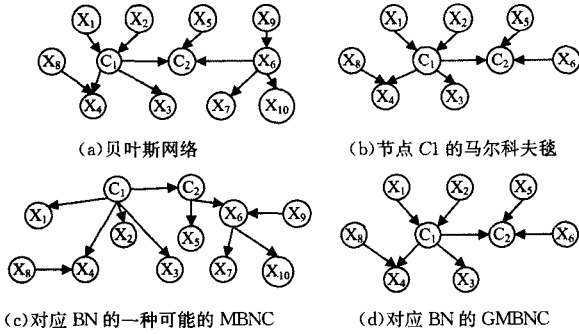 X1 X2 X5 X9
X8 C1 C2 X6
X4 X3 X7 X10
(a)贝叶斯网络
X1 X2 X5
X8 C1 C2 X6
X4 X3
(b)节点 C1 的马尔科夫毯
C1 C2
X1 X2 X5 X6 X9
X8 X4 X3 X7 X10
(c)对应 BN 的一种可能的 MBNC
X1 X2 X5
X8 C1 C2 X6
X4 X3
(d)对应 BN 的 GMBNC